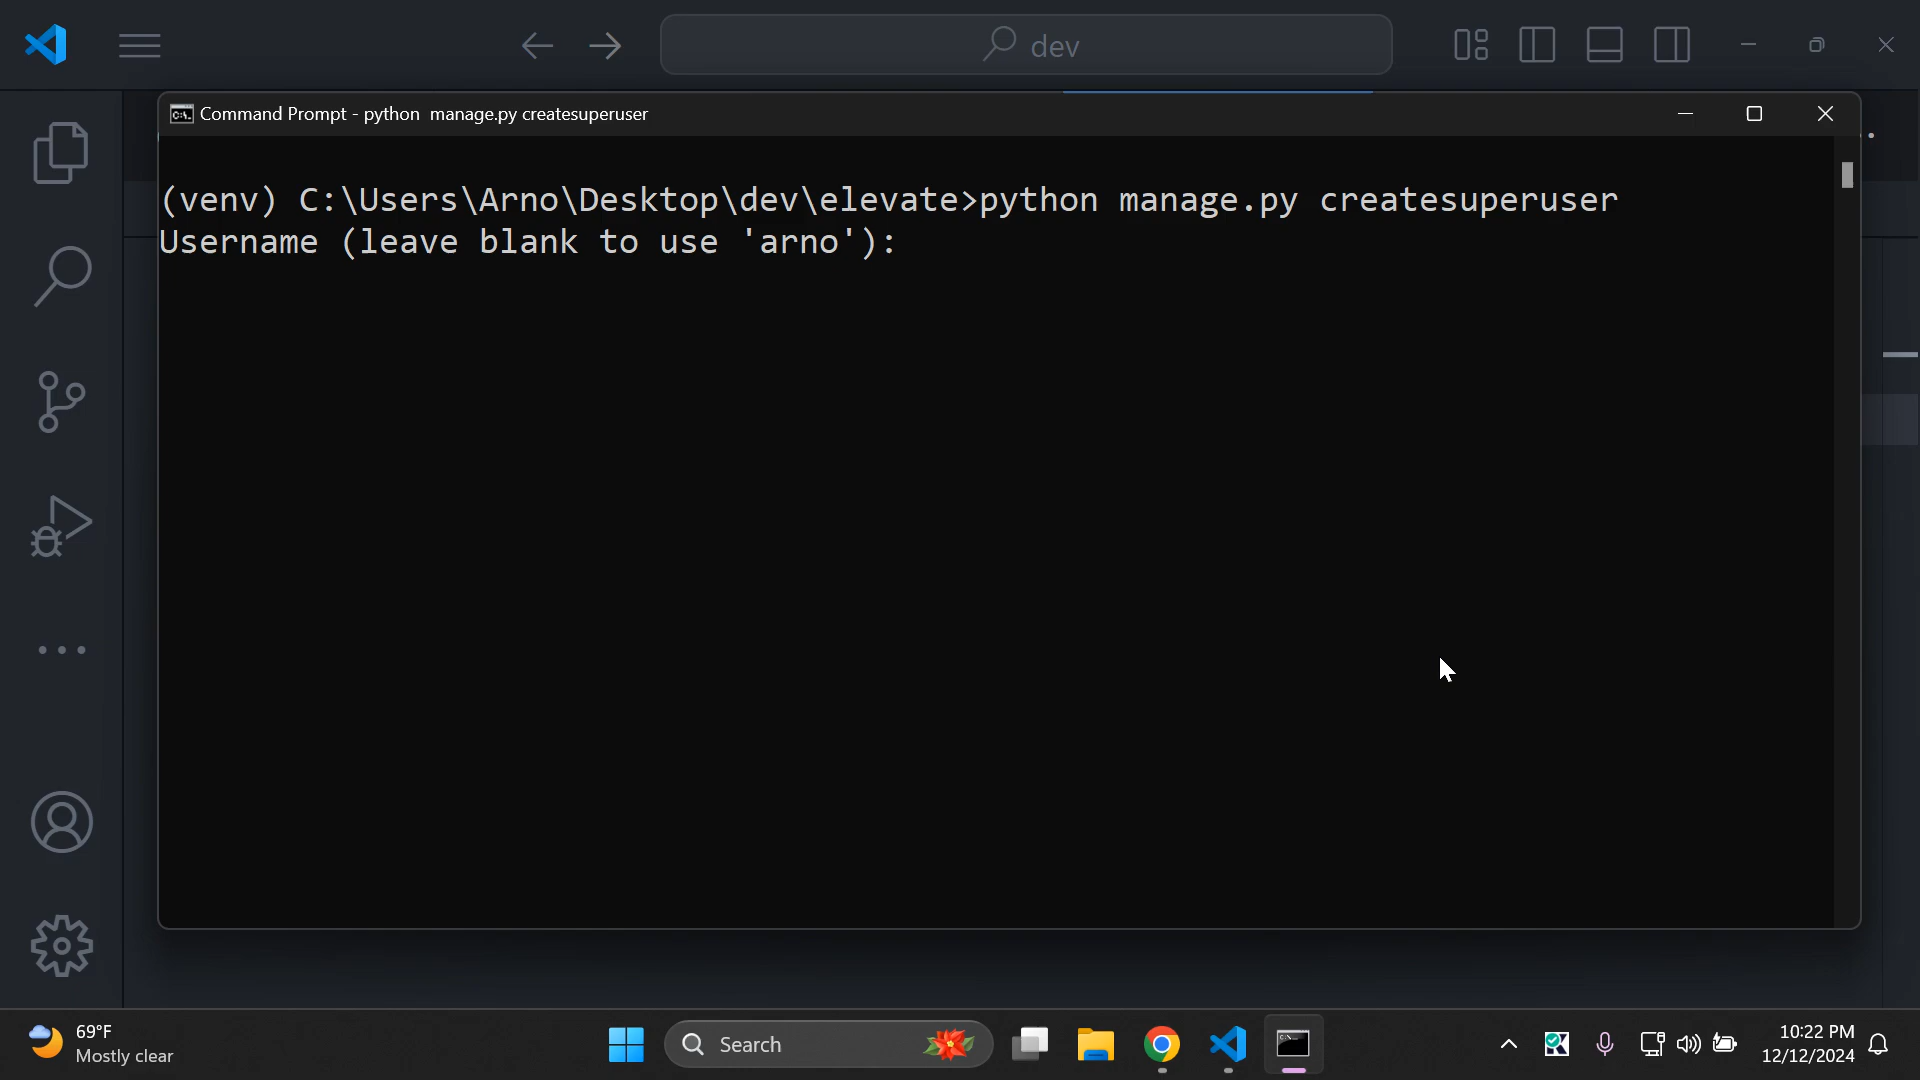 dev
Command Prompt - python  manage.py createsuperuser
(venv) C:\Users\Arno\Desktop\dev\elevate>python manage.py createsuperuser
Username (leave blank to use 'arno'):
69°F
Mostly clear
Search
10:22 PM
12/12/2024